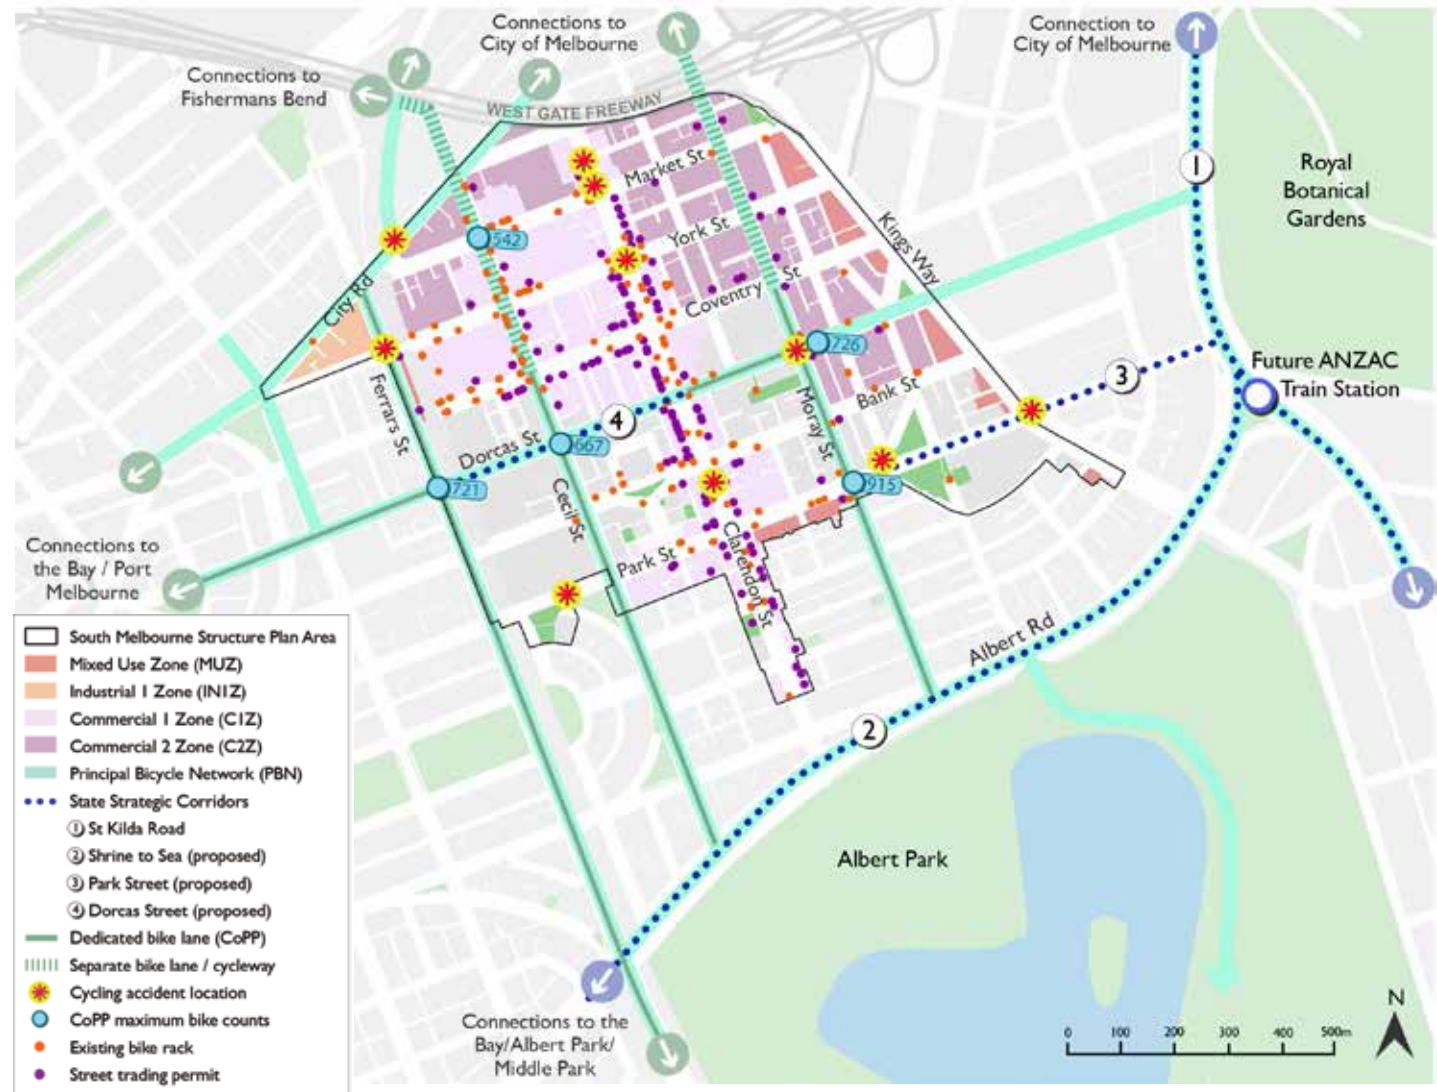 Connections to
City of Melbourne
Connection to
City of Melbourne
Connections to
Fishermans Bend
WEST GATE FREEWAY
Market St
Royal
Botanical
Gardens
1
York St
Kings Way
542
Coventry St
City Rd
726
Future ANZAC
Train Station
3
Bank St
Ferrars St
Moray St
4
Dorcas St
667
721
915
Cecil St
Connections to
the Bay / Port
Melbourne
Park St
Clarendon St
Albert Rd
2
Albert Park
South Melbourne Structure Plan Area
Mixed Use Zone (MUZ)
Industrial 1 Zone (IN1Z)
Commercial 1 Zone (C1Z)
Commercial 2 Zone (C2Z)
Principal Bicycle Network (PBN)
State Strategic Corridors
1 St Kilda Road
2 Shrine to Sea (proposed)
3 Park Street (proposed)
4 Dorcas Street (proposed)
Dedicated bike lane (CoPP)
Separate bike lane / cycleway
Cycling accident location
CoPP maximum bike counts
Existing bike rack
Street trading permit
Connections to the
Bay/Albert Park/
Middle Park
N
0 100 200 300 400 500m